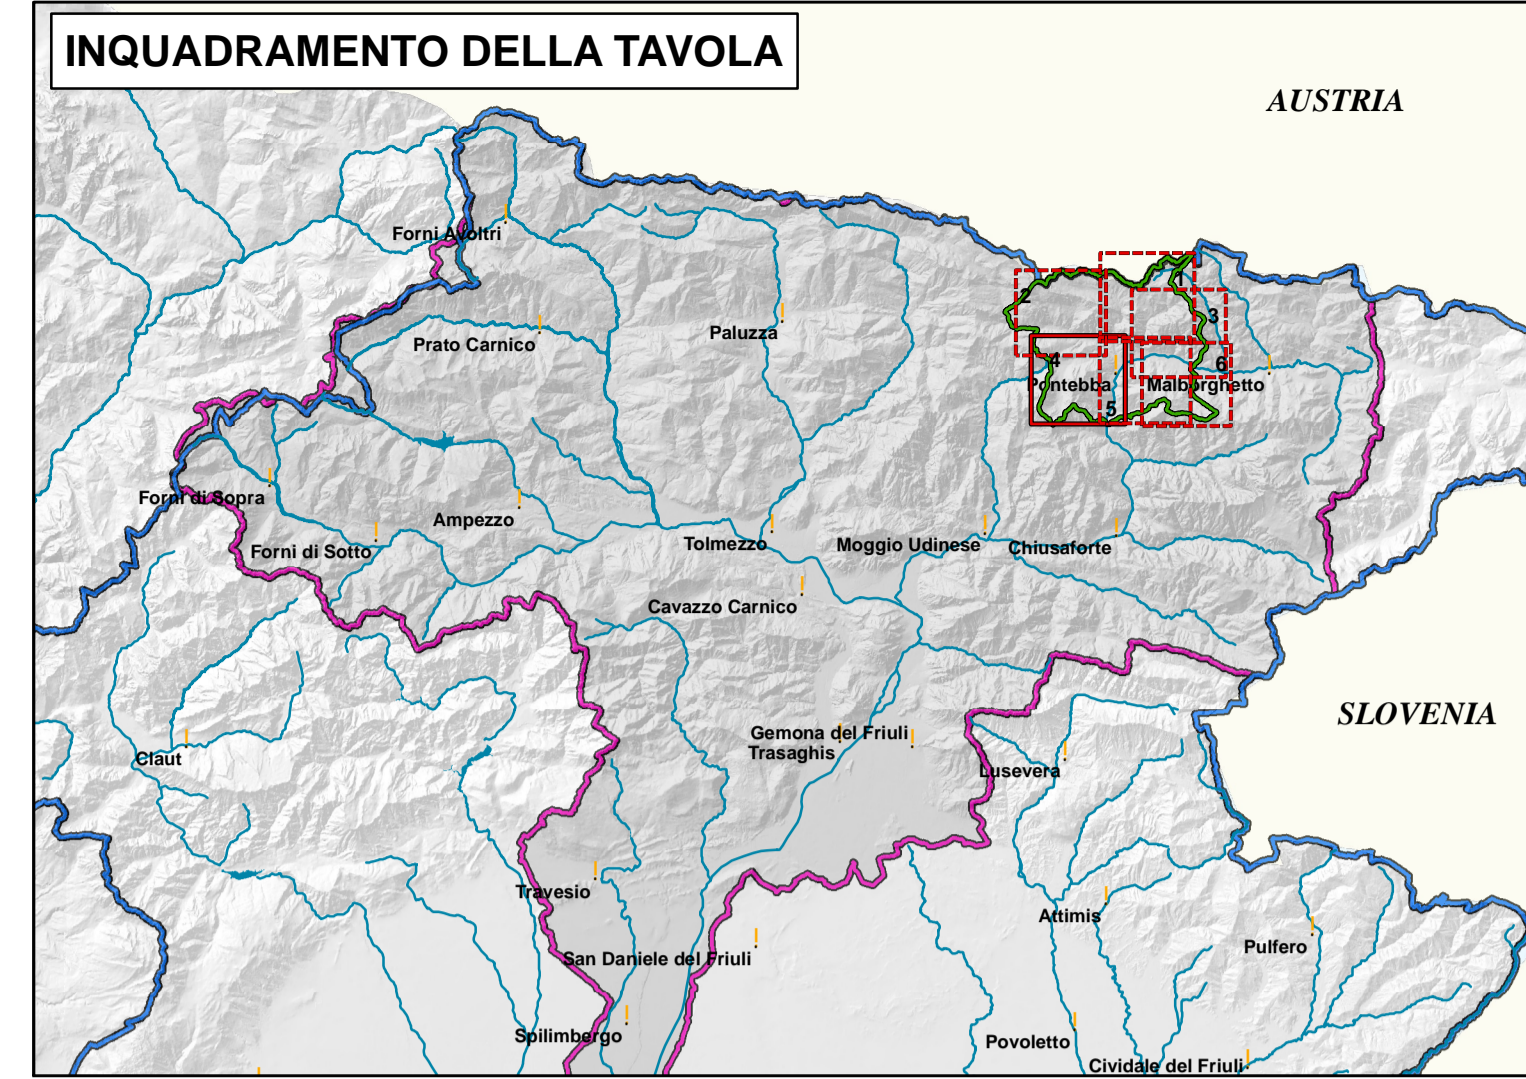 INQUADRAMENTO DELLA TAVOLA
AUSTRIA
Forni Avoltri
1
2
3
Prato Carnico
Paluzza
4
6
Pontebba
Malborghetto
5
Forni di Sopra
Ampezzo
Forni di Sotto
Tolmezzo
Moggio Udinese
Chiusaforte
Cavazzo Carnico
SLOVENIA
Gemona del Friuli
Trasaghis
Claut
Lusevera
Travesio
Attimis
Pulfero
San Daniele del Friuli
Spilimbergo
Povoletto
Cividale del Friuli